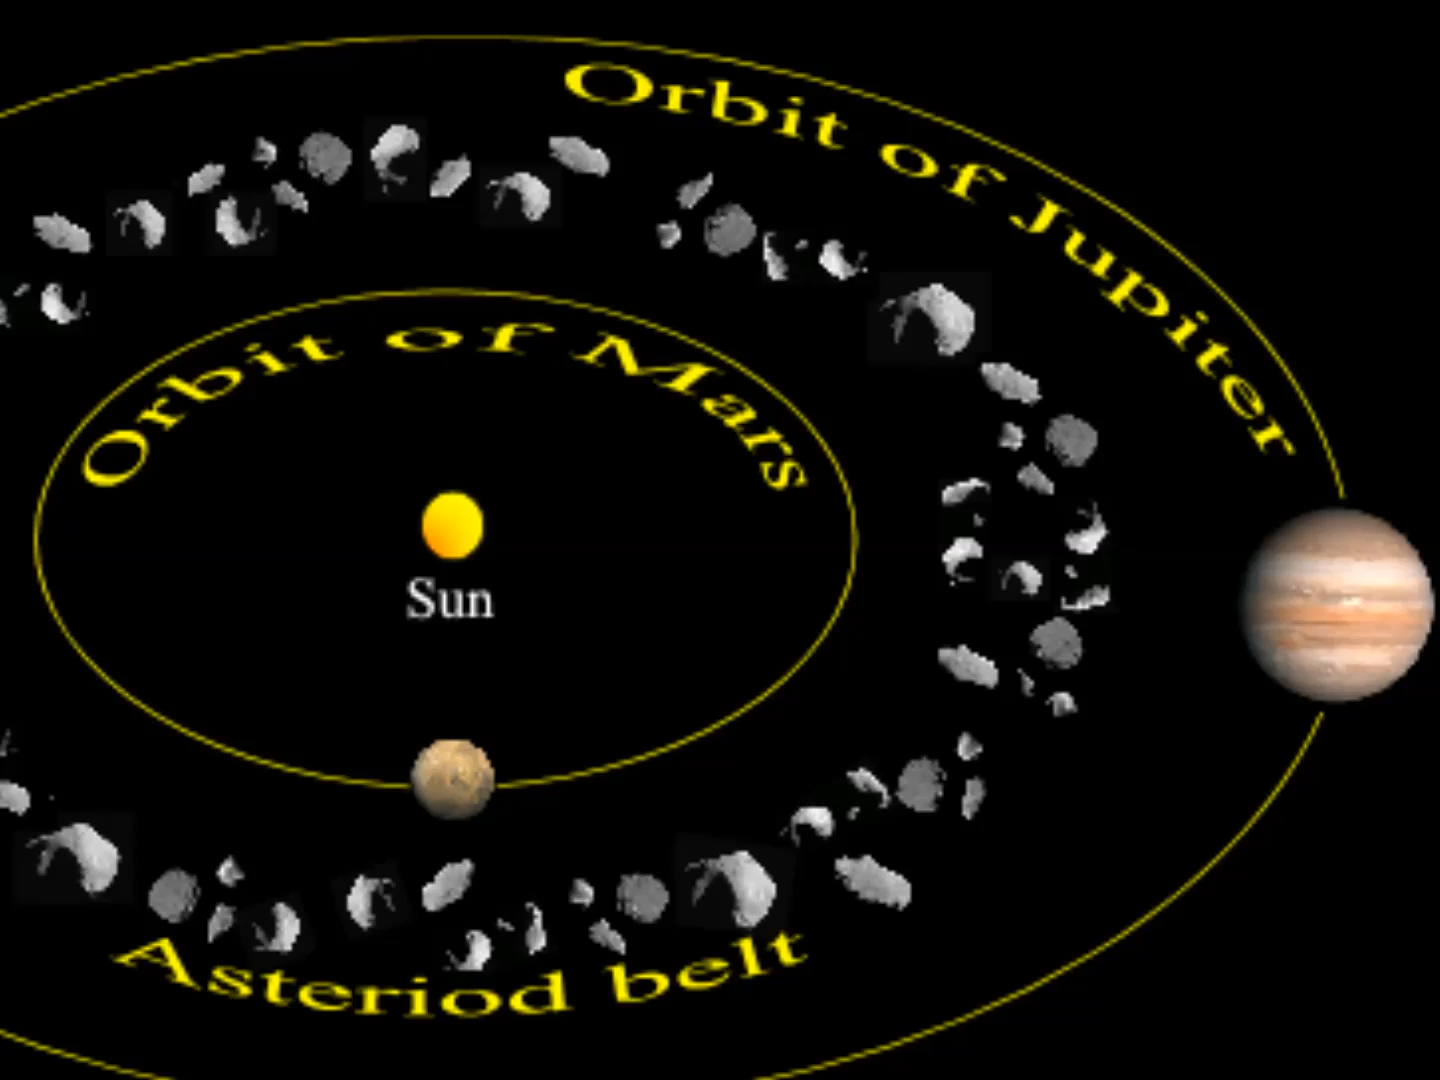 Orbit of Jupiter
Orbit of Mars
Sun
Asteriod belt